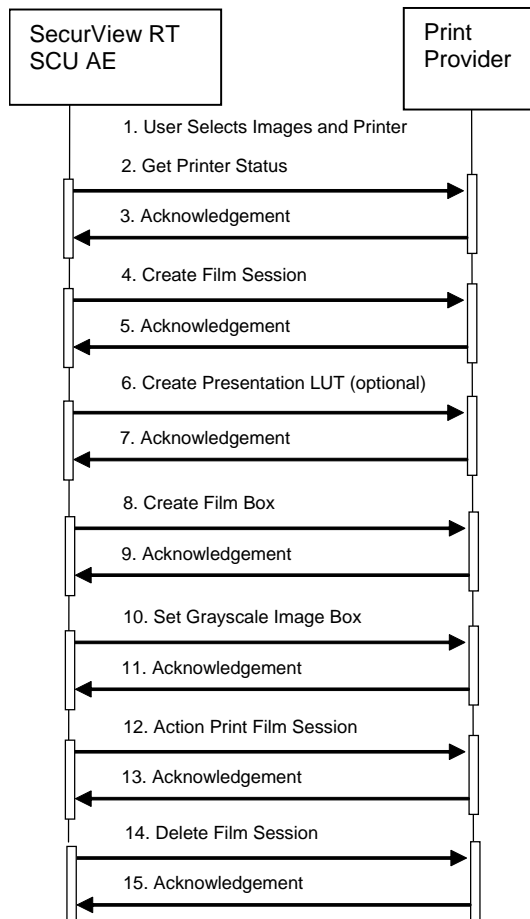 SecurView RT
SCU AE
Print
Provider
1. User Selects Images and Printer
2. Get Printer Status
3. Acknowledgement
4. Create Film Session
5. Acknowledgement
6. Create Presentation LUT (optional)
7. Acknowledgement
8. Create Film Box
9. Acknowledgement
10. Set Grayscale Image Box
11. Acknowledgement
12. Action Print Film Session
13. Acknowledgement
14. Delete Film Session
15. Acknowledgement